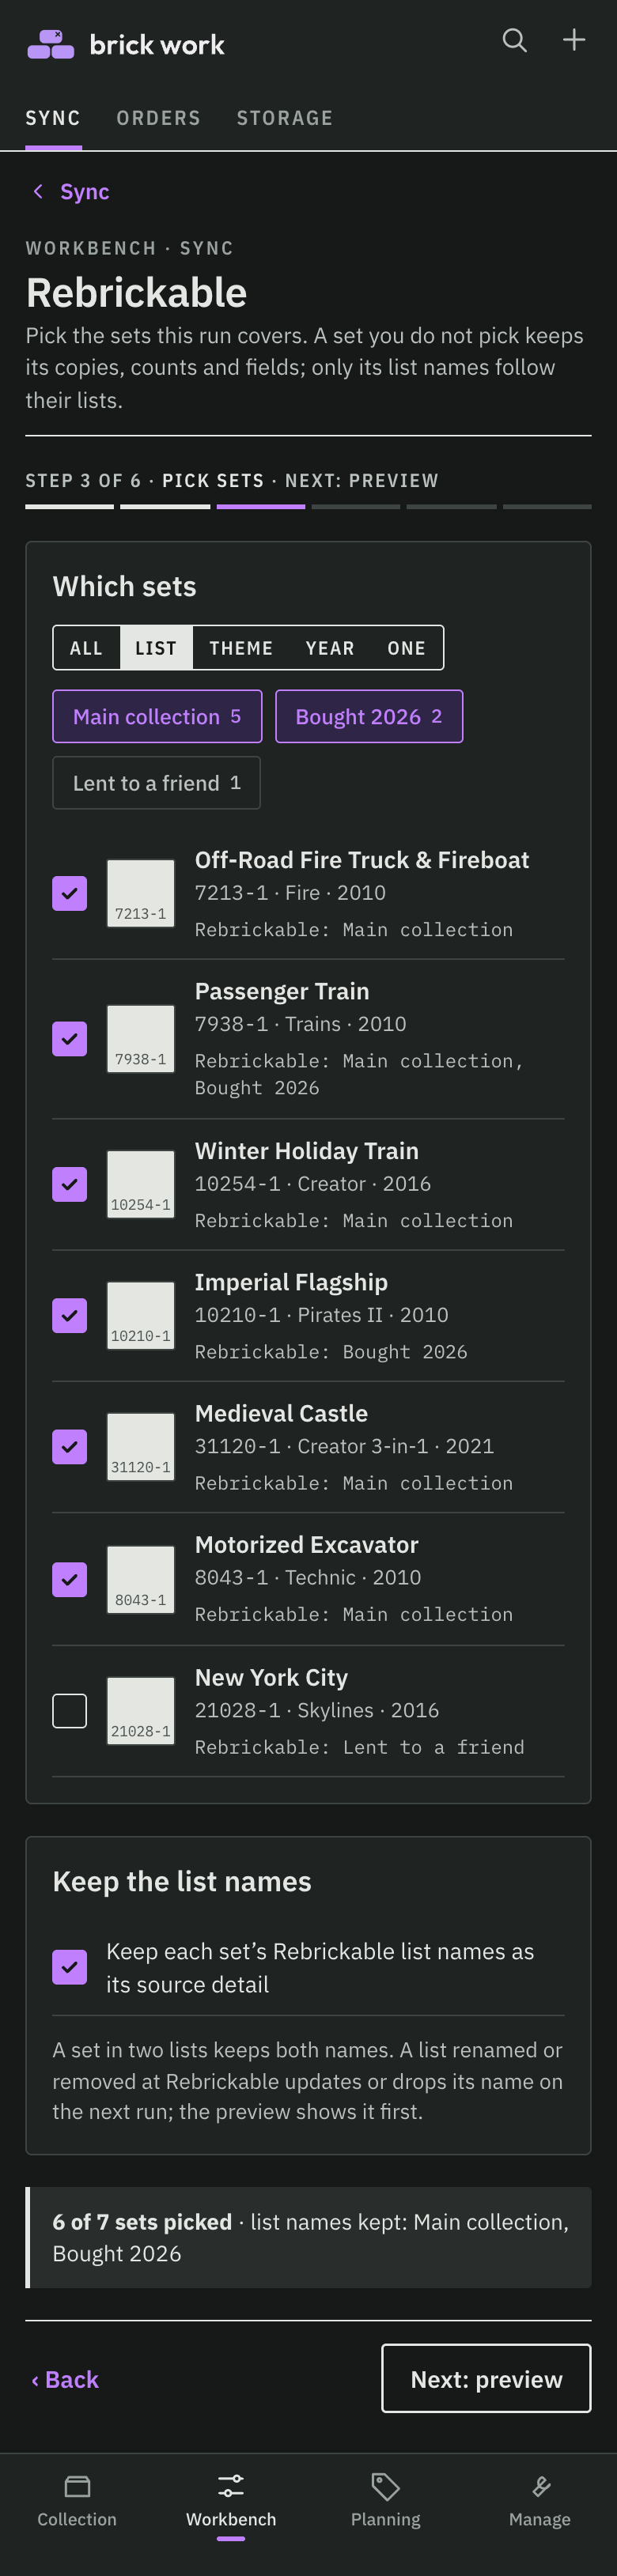 brick work
SYNC ORDERS STORAGE
Sync
WORKBENCH · SYNC
Rebrickable
Pick the sets this run covers. A set you do not pick keeps
its copies, counts and fields; only its list names follow
their lists.
STEP 3 OF 6 · PICK SETS · NEXT: PREVIEW
Which sets
ALL LIST THEME YEAR ONE
Main collection 5 Bought 2026 2
Lent to a friend 1
Off-Road Fire Truck & Fireboat
7213-1 · Fire · 2010
7213-1
Rebrickable: Main collection
Passenger Train
7938-1 · Trains · 2010
7938-1
Rebrickable: Main collection,
Bought 2026
Winter Holiday Train
10254-1 · Creator · 2016
10254-1
Rebrickable: Main collection
Imperial Flagship
10210-1 · Pirates II · 2010
10210-1
Rebrickable: Bought 2026
Medieval Castle
31120-1 · Creator 3-in-1 · 2021
31120-1
Rebrickable: Main collection
Motorized Excavator
8043-1 · Technic · 2010
8043-1
Rebrickable: Main collection
New York City
21028-1 · Skylines · 2016
21028-1
Rebrickable: Lent to a friend
Keep the list names
Keep each set’s Rebrickable list names as
its source detail
A set in two lists keeps both names. A list renamed or
removed at Rebrickable updates or drops its name on
the next run; the preview shows it first.
6 of 7 sets picked · list names kept: Main collection,
Bought 2026
‹ Back
Next: preview
Collection Workbench Planning Manage